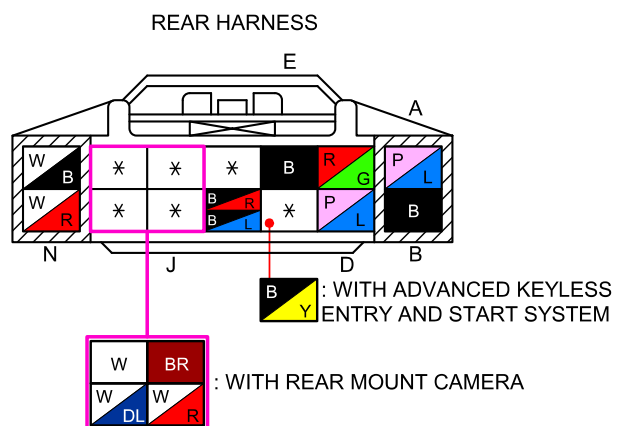 REAR HARNESS
E
A
W B * * * B R G P L
W R * * B R B L * P L B
N J D B
B Y : WITH ADVANCED KEYLESS
ENTRY AND START SYSTEM
W BR
: WITH REAR MOUNT CAMERA
W DL W R